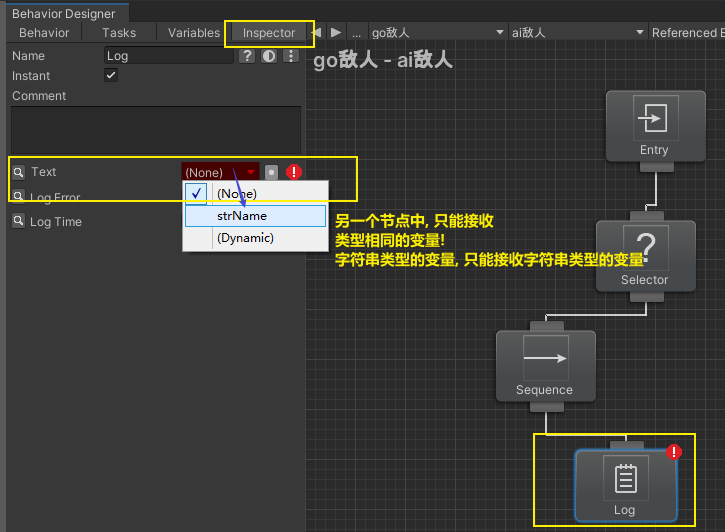 Behavior Designer
Behavior Tasks Variables Inspector ... go敌人 ai敌人 Referenced B
Name Log ?
go敌人 - ai敌人
Instant
Comment
Entry
Text (None)
Log Error (None)
Log Time strName
(Dynamic)
另一个节点中, 只能接收
类型相同的变量!
字符串类型的变量, 只能接收字符串类型的变量
?
Selector
Sequence
Log